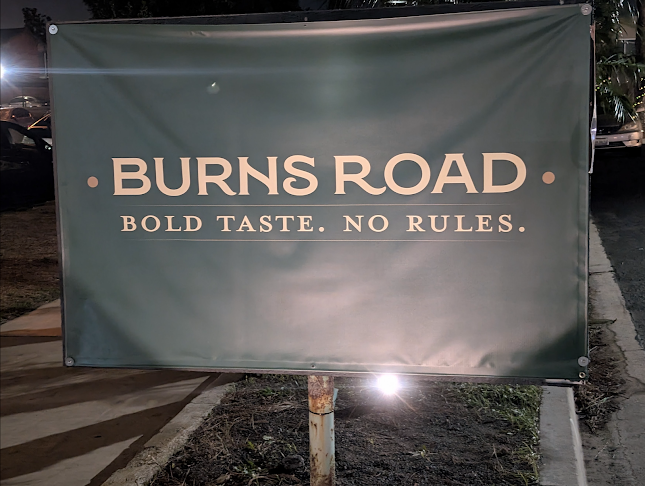 BURNS ROAD
BOLD TASTE. NO RULES.